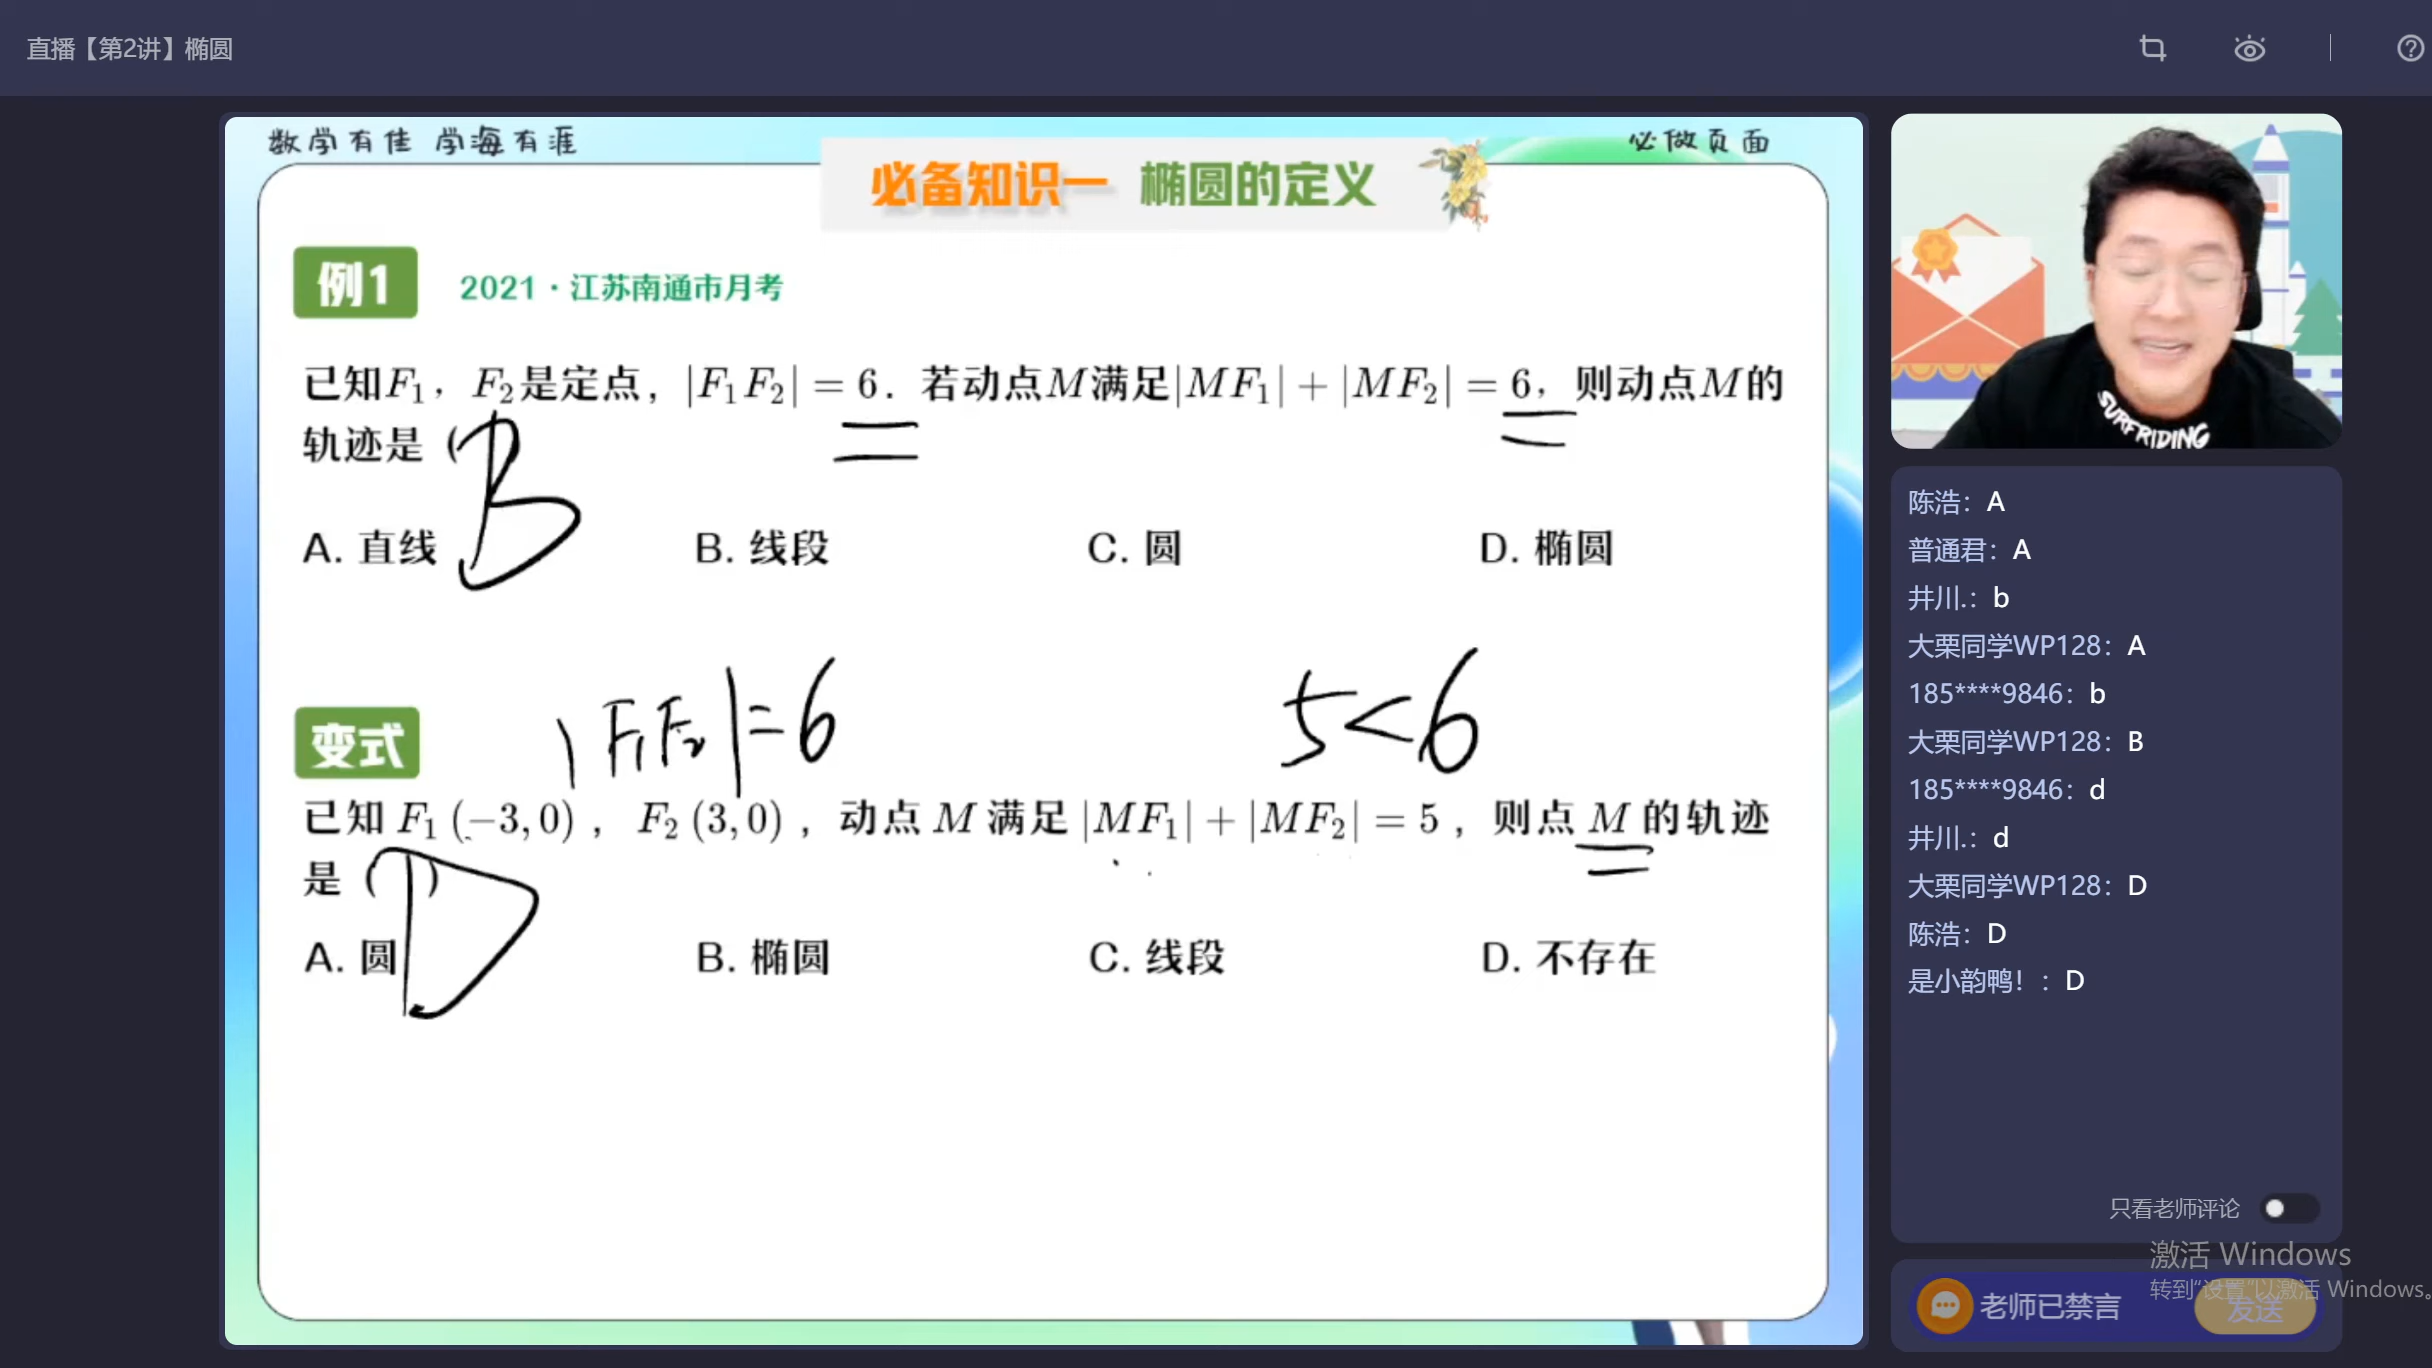 直播【第2讲】椭圆
数学有佳 学海有涯
必做页面
必备知识一 椭圆的定义
例1 2021·江苏南通市月考
已知F₁，F₂是定点，|F₁F₂|=6．若动点M满足|MF₁|+|MF₂|=6，则动点M的
轨迹是（
B
A. 直线 B. 线段 C. 圆 D. 椭圆
|F₁F₂|=6 5<6
变式
已知 F₁(−3,0)，F₂(3,0)，动点 M 满足 |MF₁|+|MF₂|=5，则点 M 的轨迹
是（ ）
D
A. 圆 B. 椭圆 C. 线段 D. 不存在
SURFRIDING
陈浩：A
普通君：A
井川.：b
大栗同学WP128：A
185****9846：b
大栗同学WP128：B
185****9846：d
井川.：d
大栗同学WP128：D
陈浩：D
是小韵鸭！：D
只看老师评论
激活 Windows
转到“设置”以激活 Windows。
老师已禁言 发送